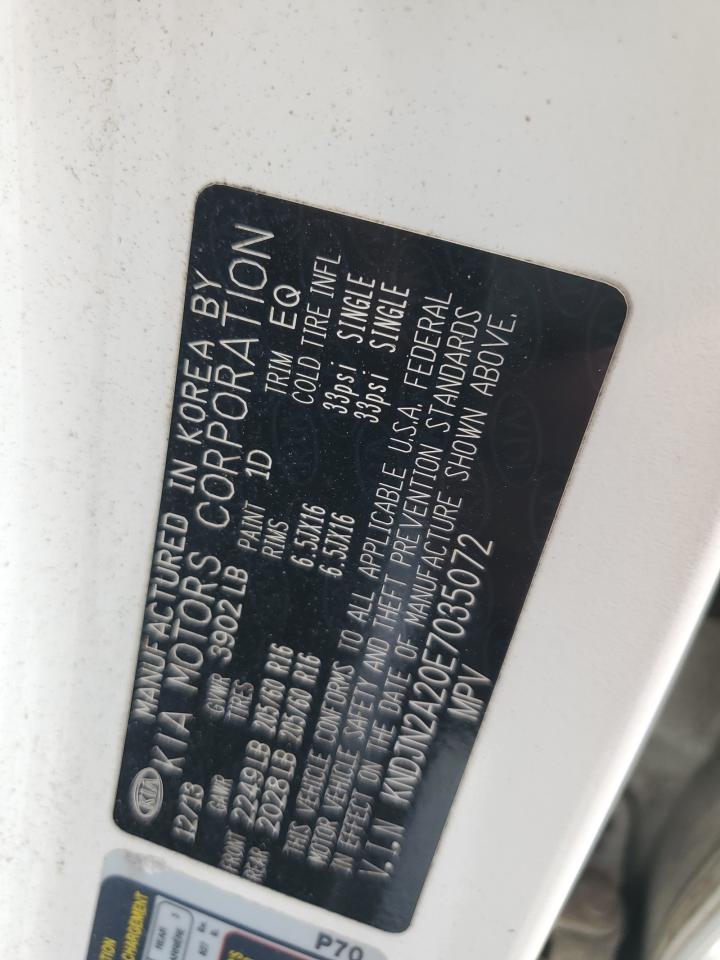 MANUFACTURED IN KOREA BY
KIA KIA MOTORS CORPORATION
12/13 GVWR 3902LB PAINT 1D TRIM EQ
GAWR TIRES RIMS COLD TIRE INFL
FRONT 2249LB 205/60 R16 6.5JX16 33psi SINGLE
REAR 2028LB 205/60 R16 6.5JX16 33psi SINGLE
THIS VEHICLE CONFORMS TO ALL APPLICABLE U.S.A. FEDERAL
MOTOR VEHICLE SAFETY AND THEFT PREVENTION STANDARDS
IN EFFECT ON THE DATE OF MANUFACTURE SHOWN ABOVE.
V.I.N KNDJN2A20E7035072
MPV
CHARGEMENT
REAR
P70